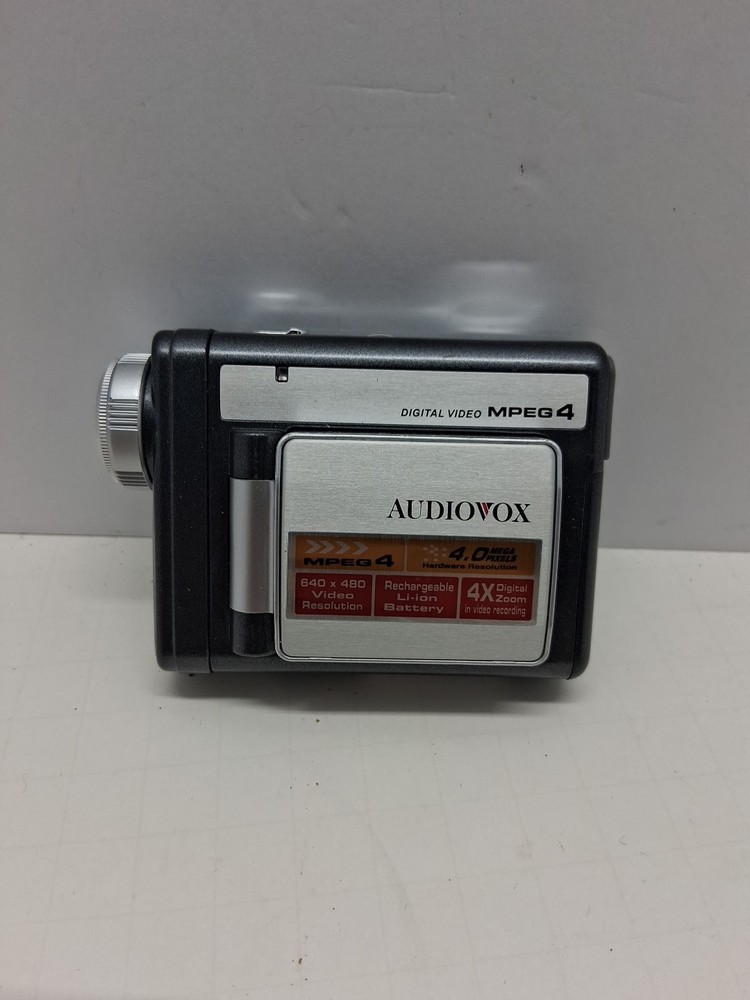 DIGITAL VIDEO MPEG4
AUDIOVOX
MPEG4
4.0 MEGA PIXELS
Hardware Resolution
640 x 480
Video
Resolution
Rechargeable
Li-ion
Battery
4X Digital Zoom
in video recording